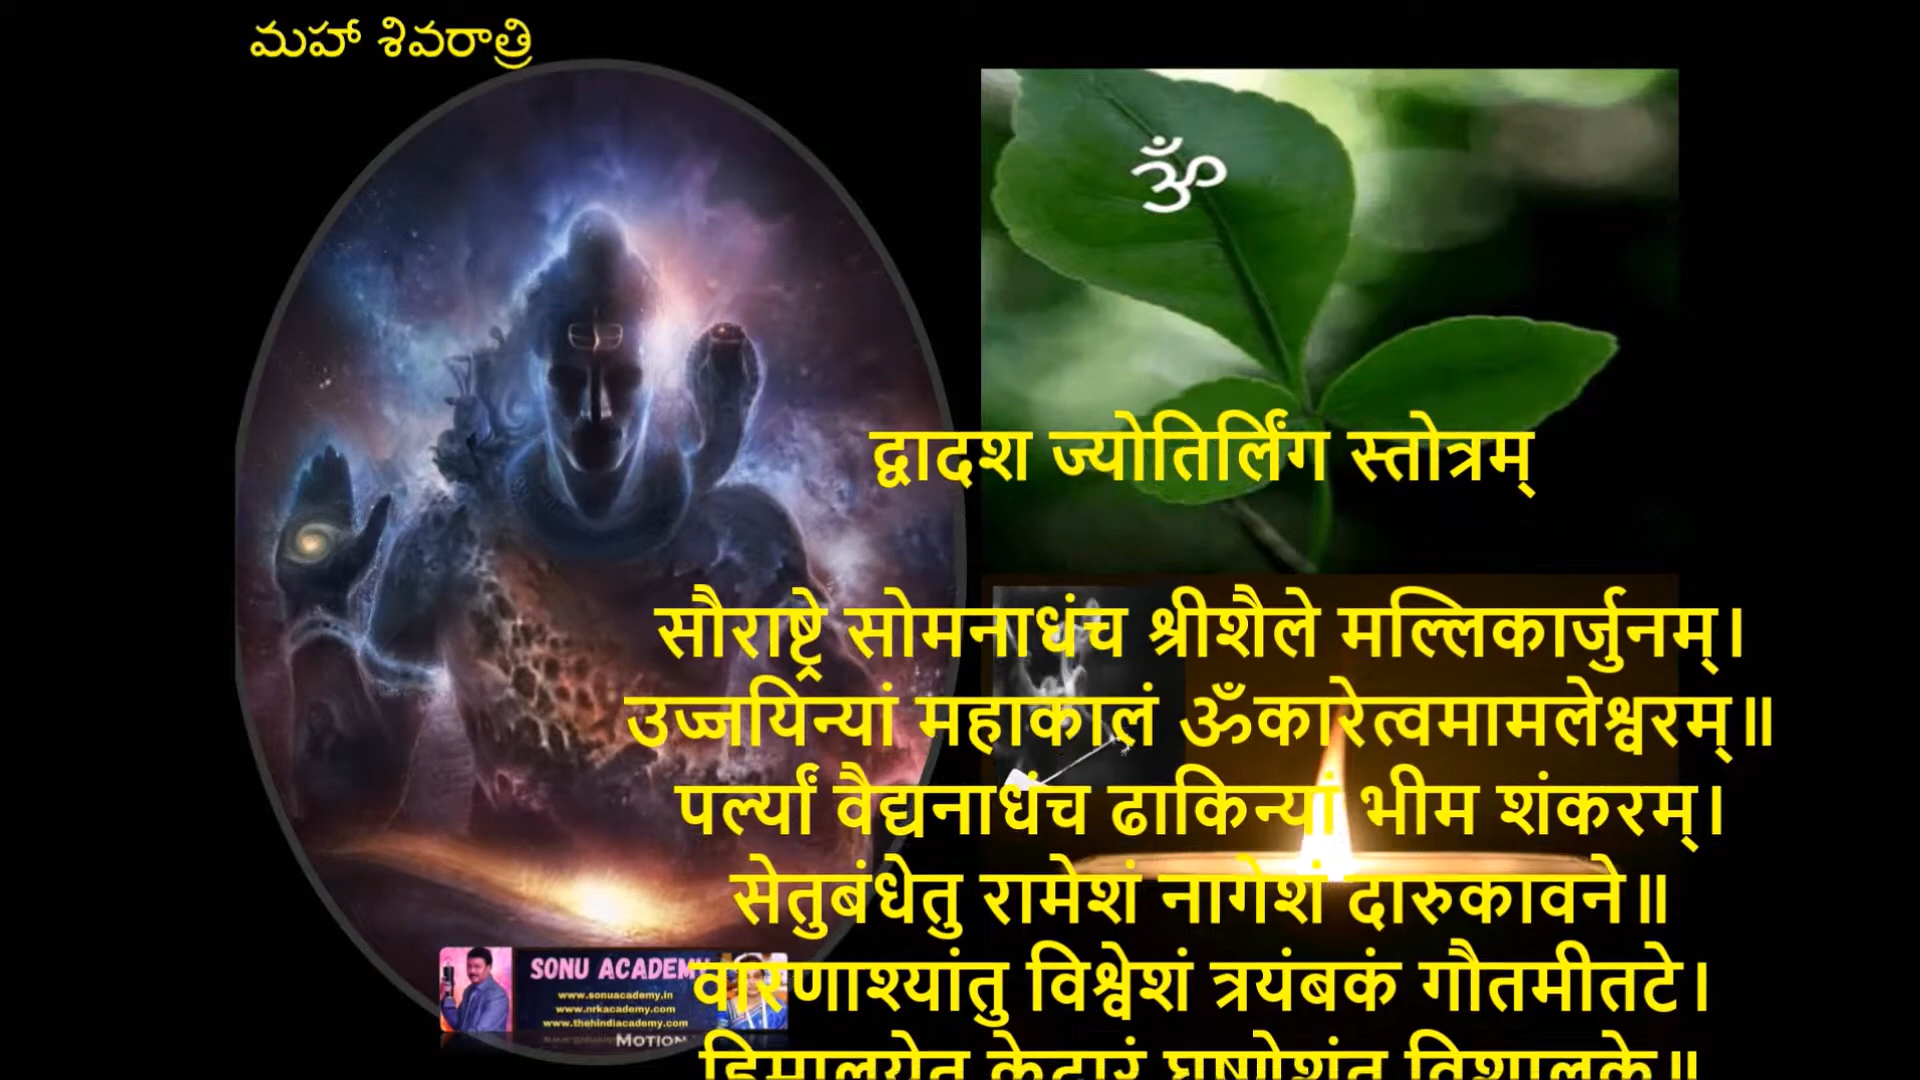 మహా శివరాత్రి
ॐ
द्वादश ज्योतिर्लिंग स्तोत्रम्
सौराष्ट्रे सोमनाधंच श्रीशैले मल्लिकार्जुनम्।
उज्जयिन्यां महाकालं ॐकारेत्वमामलेश्वरम्॥
पर्ल्यां वैद्यनाधंच ढाकिन्यां भीम शंकरम्।
सेतुबंधेतु रामेशं नागेशं दारुकावने॥
वारणाश्यांतु विश्वेशं त्रयंबकं गौतमीतटे।
SONU ACADEMY
www.sonuacademy.in
www.nrkacademy.com
www.thehindiacademy.com
MOTION